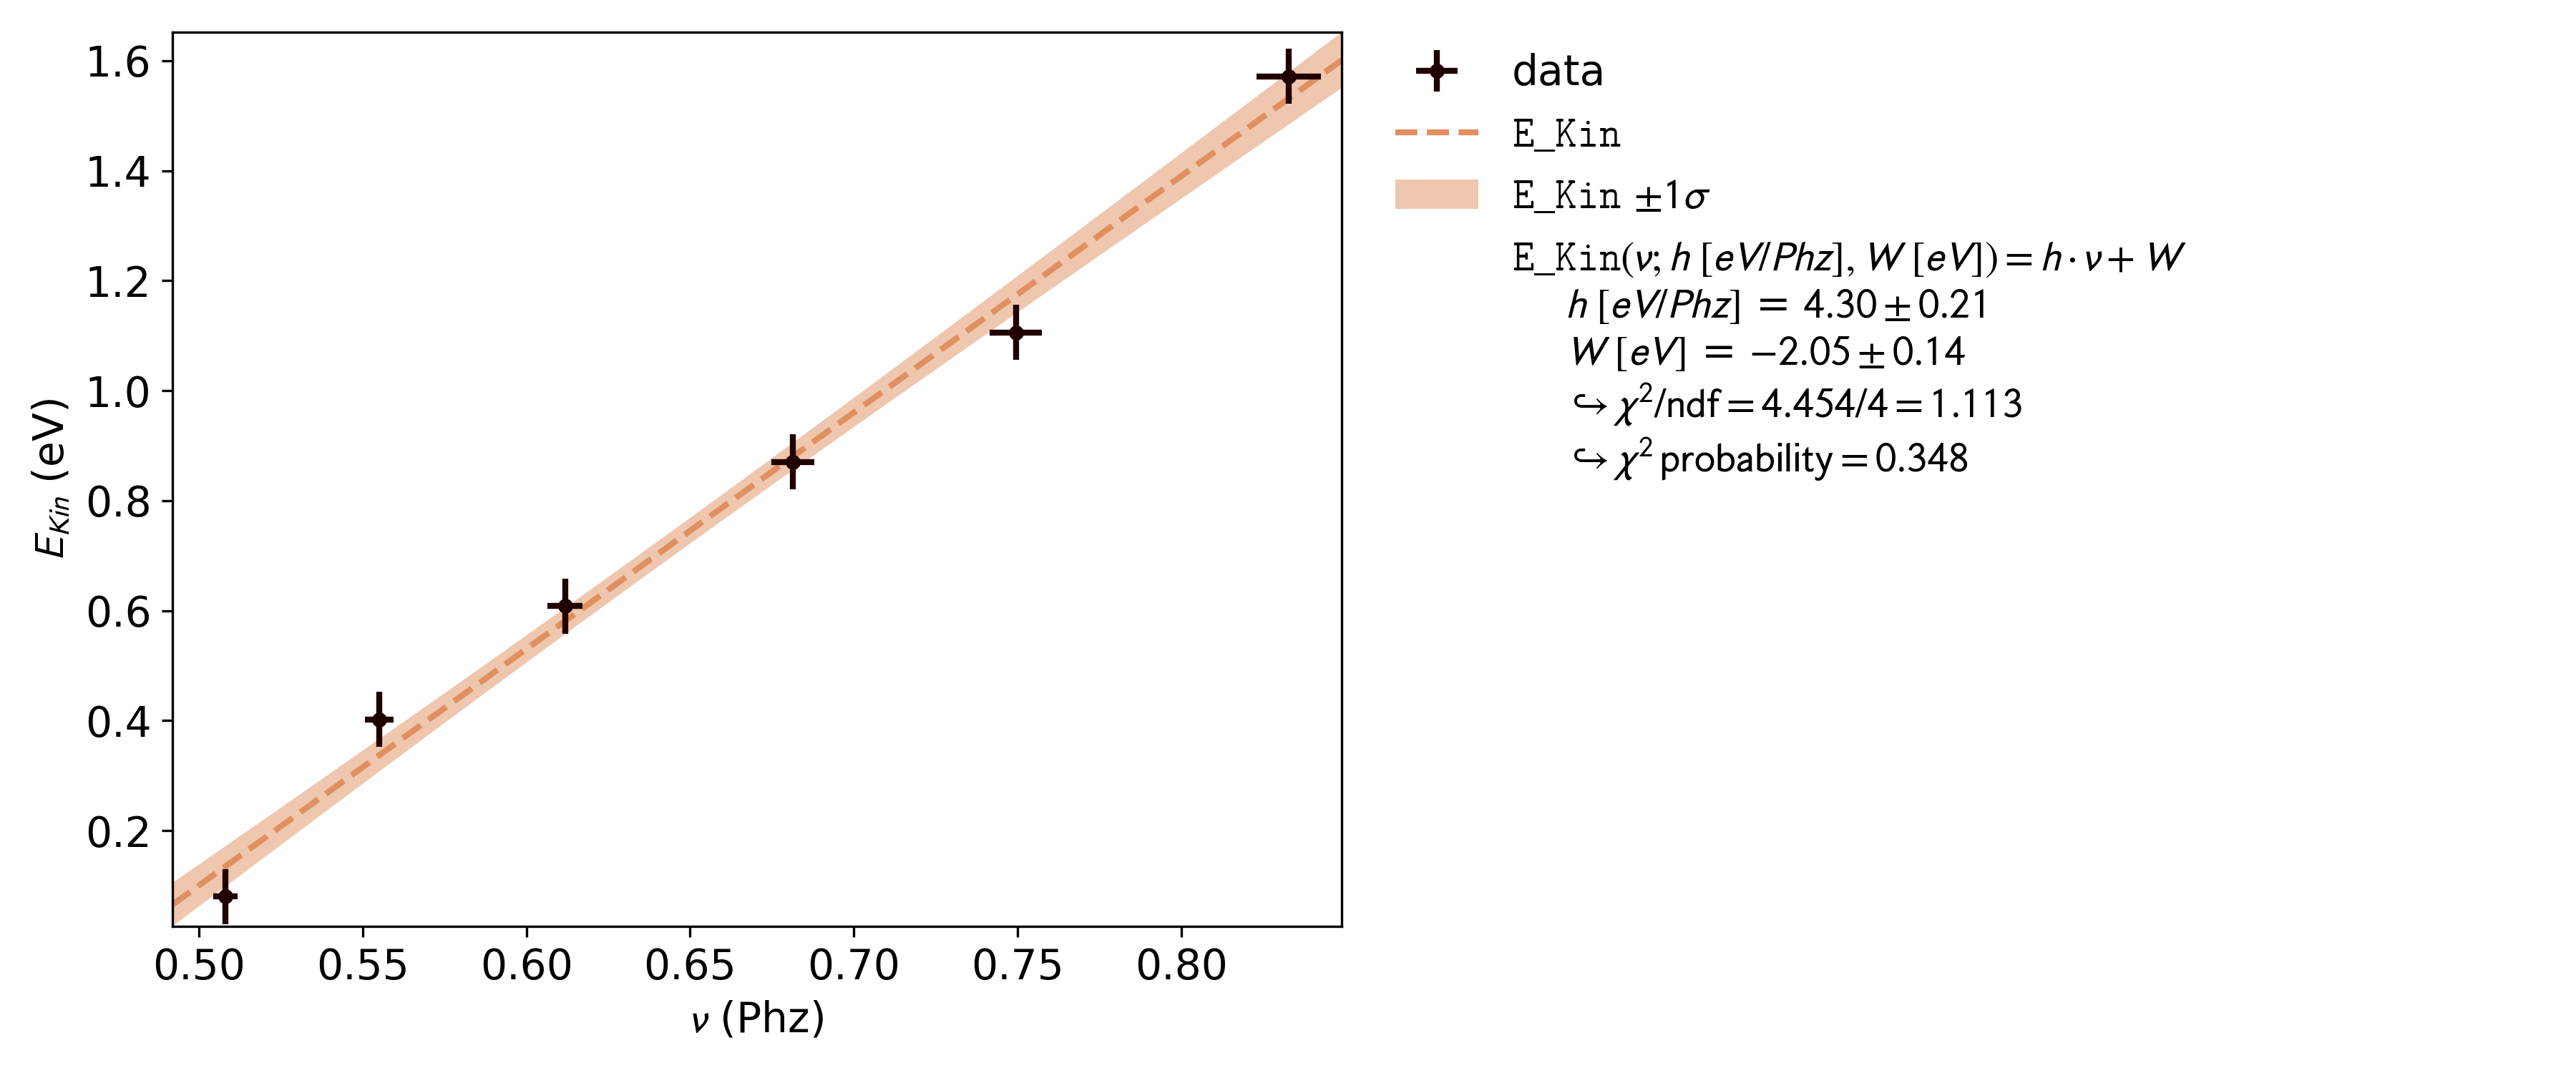 1.6
1.4
1.2
1.0
0.8
0.6
0.4
0.2
E_Kin (eV)
0.50 0.55 0.60 0.65 0.70 0.75 0.80
ν (Phz)
data
E_Kin
E_Kin ±1σ
E_Kin(ν; h [eV/Phz], W [eV]) = h · ν + W
h [eV/Phz] = 4.30 ± 0.21
W [eV] = −2.05 ± 0.14
↪ χ²/ndf = 4.454/4 = 1.113
↪ χ² probability = 0.348